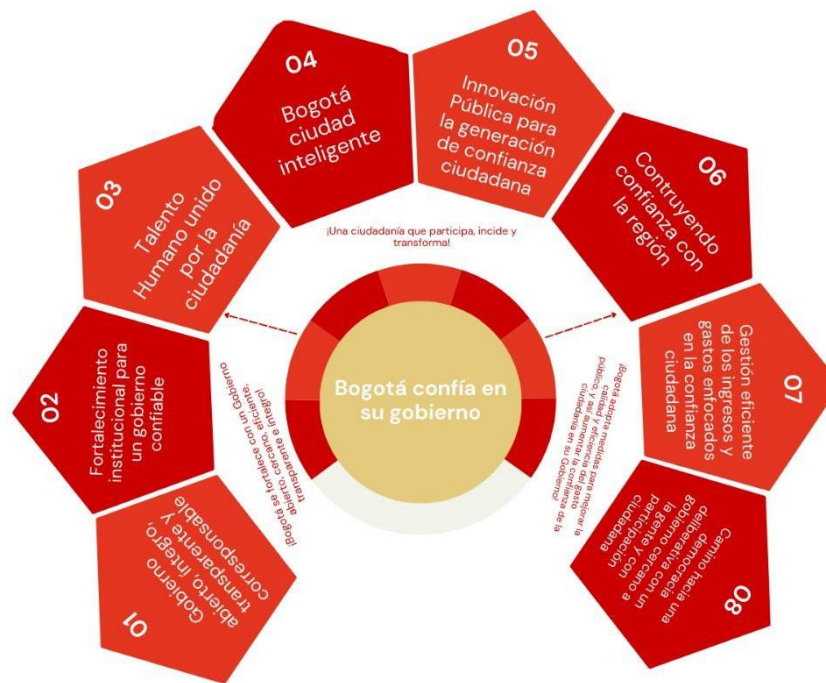 01
Gobierno
abierto, integro,
transparente y
corresponsable
02
Fortalecimiento
institucional para
un gobierno
confiable
03
Talento
Humano unido
por la
ciudadanía
04
Bogotá
ciudad
inteligente
05
Innovación
Pública para
la generación
de confianza
ciudadana
06
Contruyendo
confianza con
la región
07
Gestión eficiente
de los ingresos y
gastos enfocados
en la confianza
ciudadana
08
Camino hacia una
democracia
deliberativa con un
gobierno cercano a
la gente y con
participación
ciudadana
¡Una ciudadanía que participa, incide y
transforma!
¡Bogotá se fortalece con un Gobierno
abierto, cercano, eficiente,
transparente e íntegro!
¡Bogotá adopta medidas para mejorar la
calidad y eficiencia del gasto
público, y así aumentar la confianza de la
ciudadanía en su Gobierno!
Bogotá confía en
su gobierno